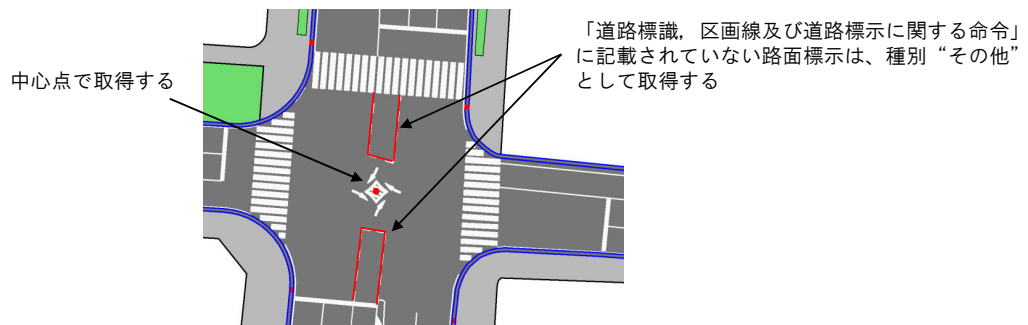 「道路標識，区画線及び道路標示に関する命令」
に記載されていない路面標示は、種別“その他”
として取得する
中心点で取得する